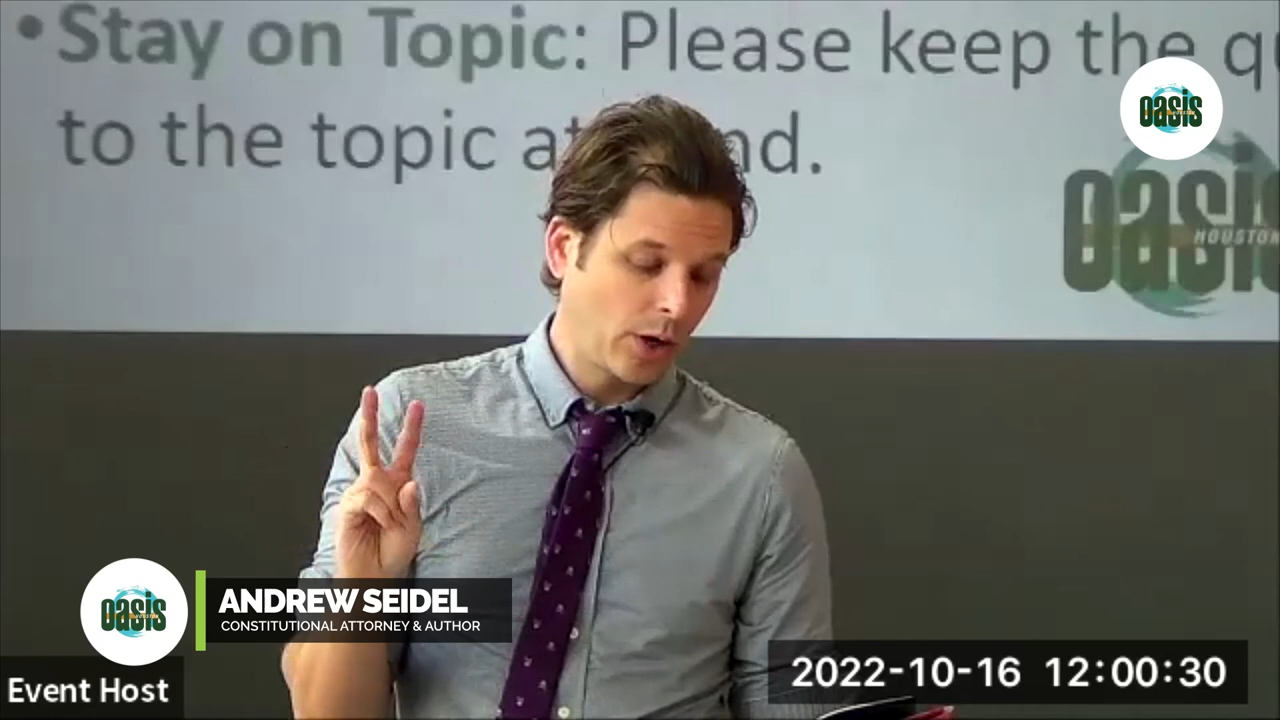 • Stay on Topic: Please keep the
to the topic
oasis
oasis
HOUSTON
oasis
ANDREW SEIDEL
CONSTITUTIONAL ATTORNEY & AUTHOR
Event Host
2022-10-16 12:00:30